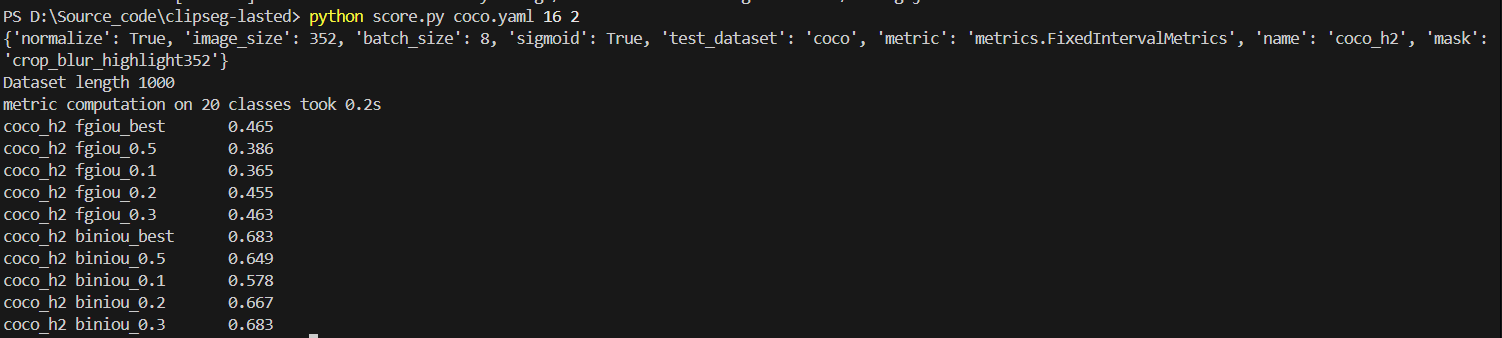 PS D:\Source_code\clipseg-lasted> python score.py coco.yaml 16 2
{'normalize': True, 'image_size': 352, 'batch_size': 8, 'sigmoid': True, 'test_dataset': 'coco', 'metric': 'metrics.FixedIntervalMetrics', 'name': 'coco_h2', 'mask':
'crop_blur_highlight352'}
Dataset length 1000
metric computation on 20 classes took 0.2s
coco_h2 fgiou_best 0.465
coco_h2 fgiou_0.5 0.386
coco_h2 fgiou_0.1 0.365
coco_h2 fgiou_0.2 0.455
coco_h2 fgiou_0.3 0.463
coco_h2 biniou_best 0.683
coco_h2 biniou_0.5 0.649
coco_h2 biniou_0.1 0.578
coco_h2 biniou_0.2 0.667
coco_h2 biniou_0.3 0.683